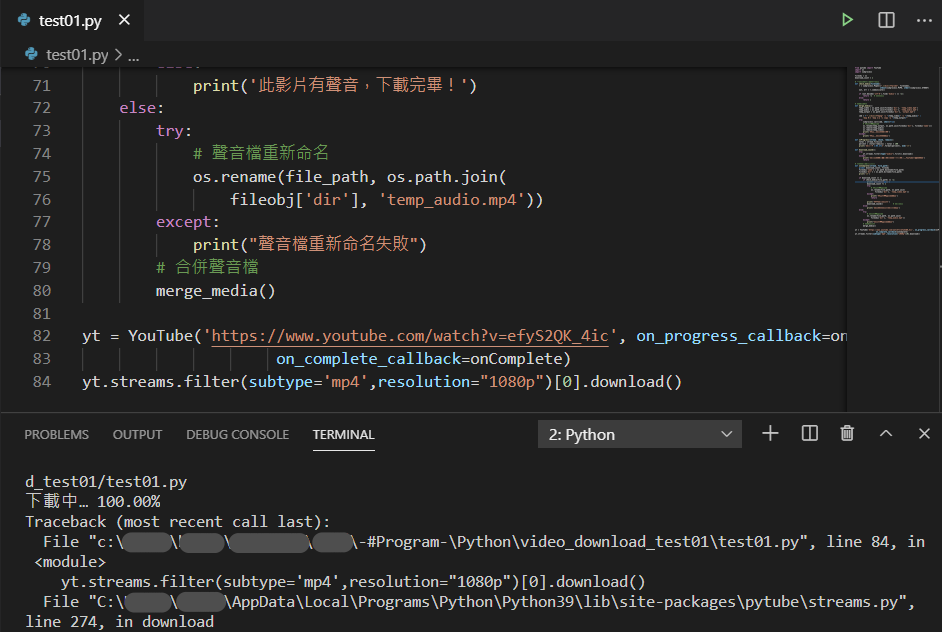 test01.py
test01.py > ...
71 print('此影片有聲音，下載完畢！')
72 else:
73 try:
74 # 聲音檔重新命名
75 os.rename(file_path, os.path.join(
76 fileobj['dir'], 'temp_audio.mp4'))
77 except:
78 print("聲音檔重新命名失敗")
79 # 合併聲音檔
80 merge_media()
81
82 yt = YouTube('https://www.youtube.com/watch?v=efyS2QK_4ic', on_progress_callback=on
83 on_complete_callback=onComplete)
84 yt.streams.filter(subtype='mp4',resolution="1080p")[0].download()
PROBLEMS OUTPUT DEBUG CONSOLE TERMINAL 2: Python
d_test01/test01.py
下載中… 100.00%
Traceback (most recent call last):
File "c:\ \ \ \ \-#Program-\Python\video_download_test01\test01.py", line 84, in
<module>
yt.streams.filter(subtype='mp4',resolution="1080p")[0].download()
File "C:\ \ \AppData\Local\Programs\Python\Python39\lib\site-packages\pytube\streams.py",
line 274, in download